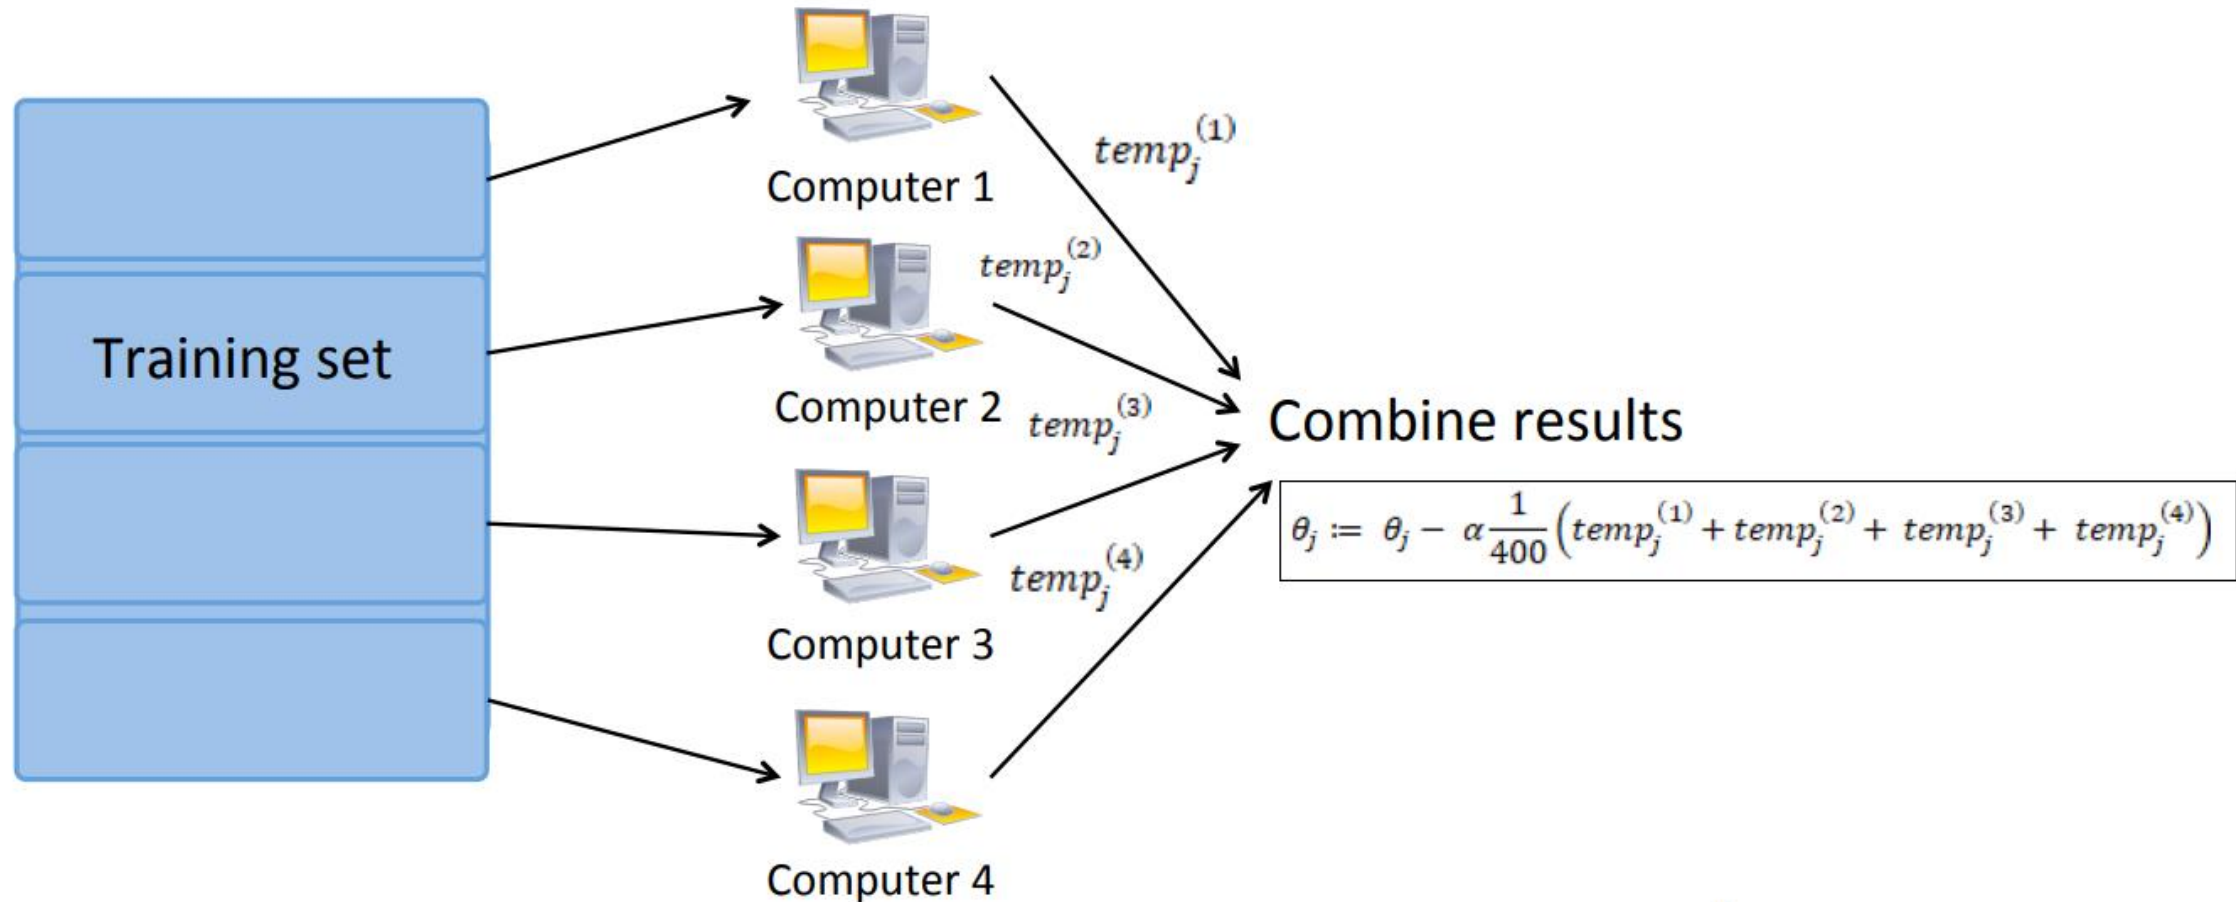 Training set
Computer 1
Computer 2
Computer 3
Computer 4
temp_j^(1)
temp_j^(2)
temp_j^(3)
temp_j^(4)
Combine results
θ_j := θ_j − α 1/400 (temp_j^(1) + temp_j^(2) + temp_j^(3) + temp_j^(4))